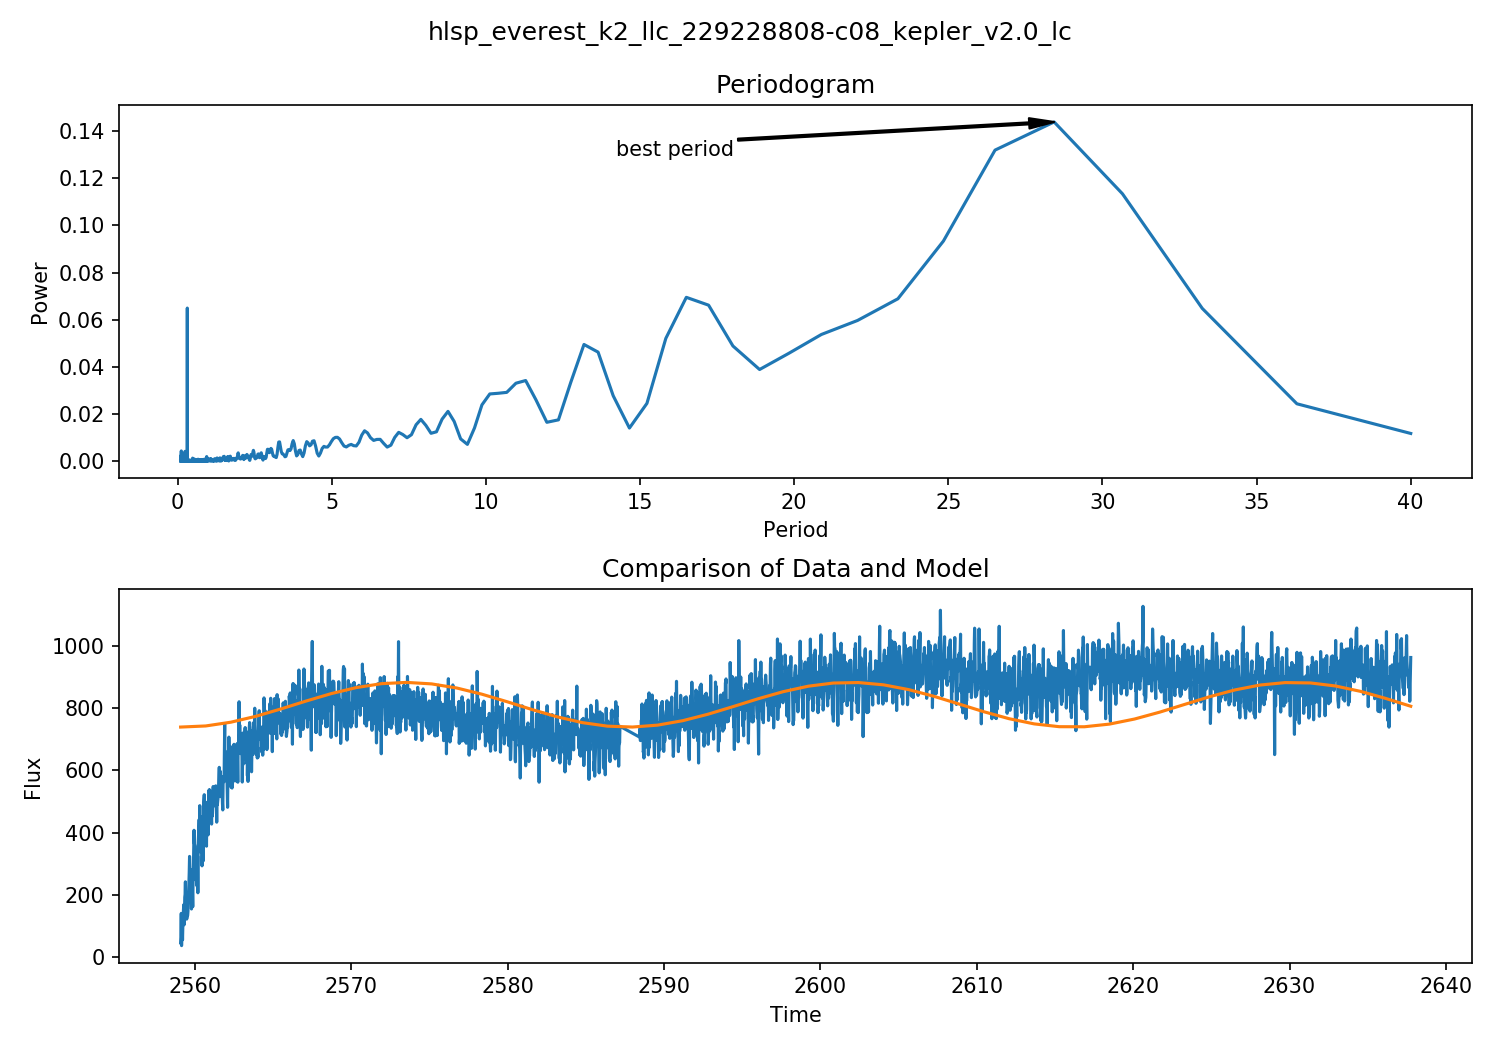 hlsp_everest_k2_llc_229228808-c08_kepler_v2.0_lc
Periodogram
0.14
0.12
0.10
0.08
0.06
0.04
0.02
0.00
Power
best period
0 5 10 15 20 25 30 35 40
Period
Comparison of Data and Model
1000
800
600
400
200
0
Flux
2560 2570 2580 2590 2600 2610 2620 2630 2640
Time